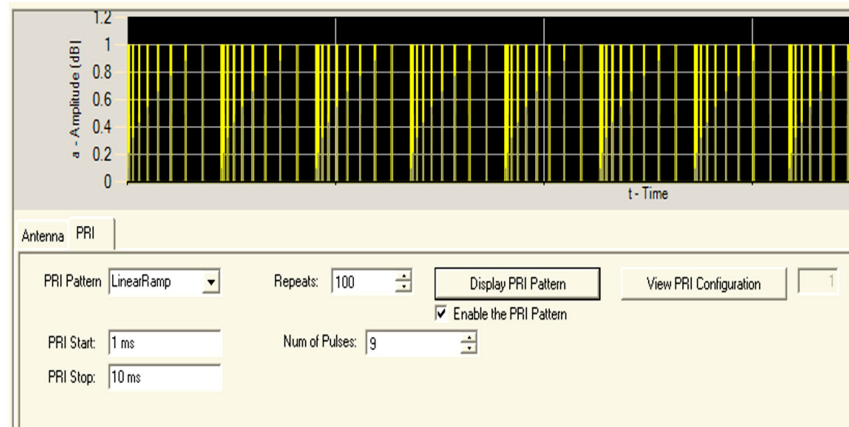 1.2
1
0.8
0.6
0.4
0.2
0
a - Amplitude [dB]
t - Time
Antenna PRI
PRI Pattern LinearRamp Repeats: 100 Display PRI Pattern View PRI Configuration 1
Enable the PRI Pattern
PRI Start: 1 ms Num of Pulses: 9
PRI Stop: 10 ms